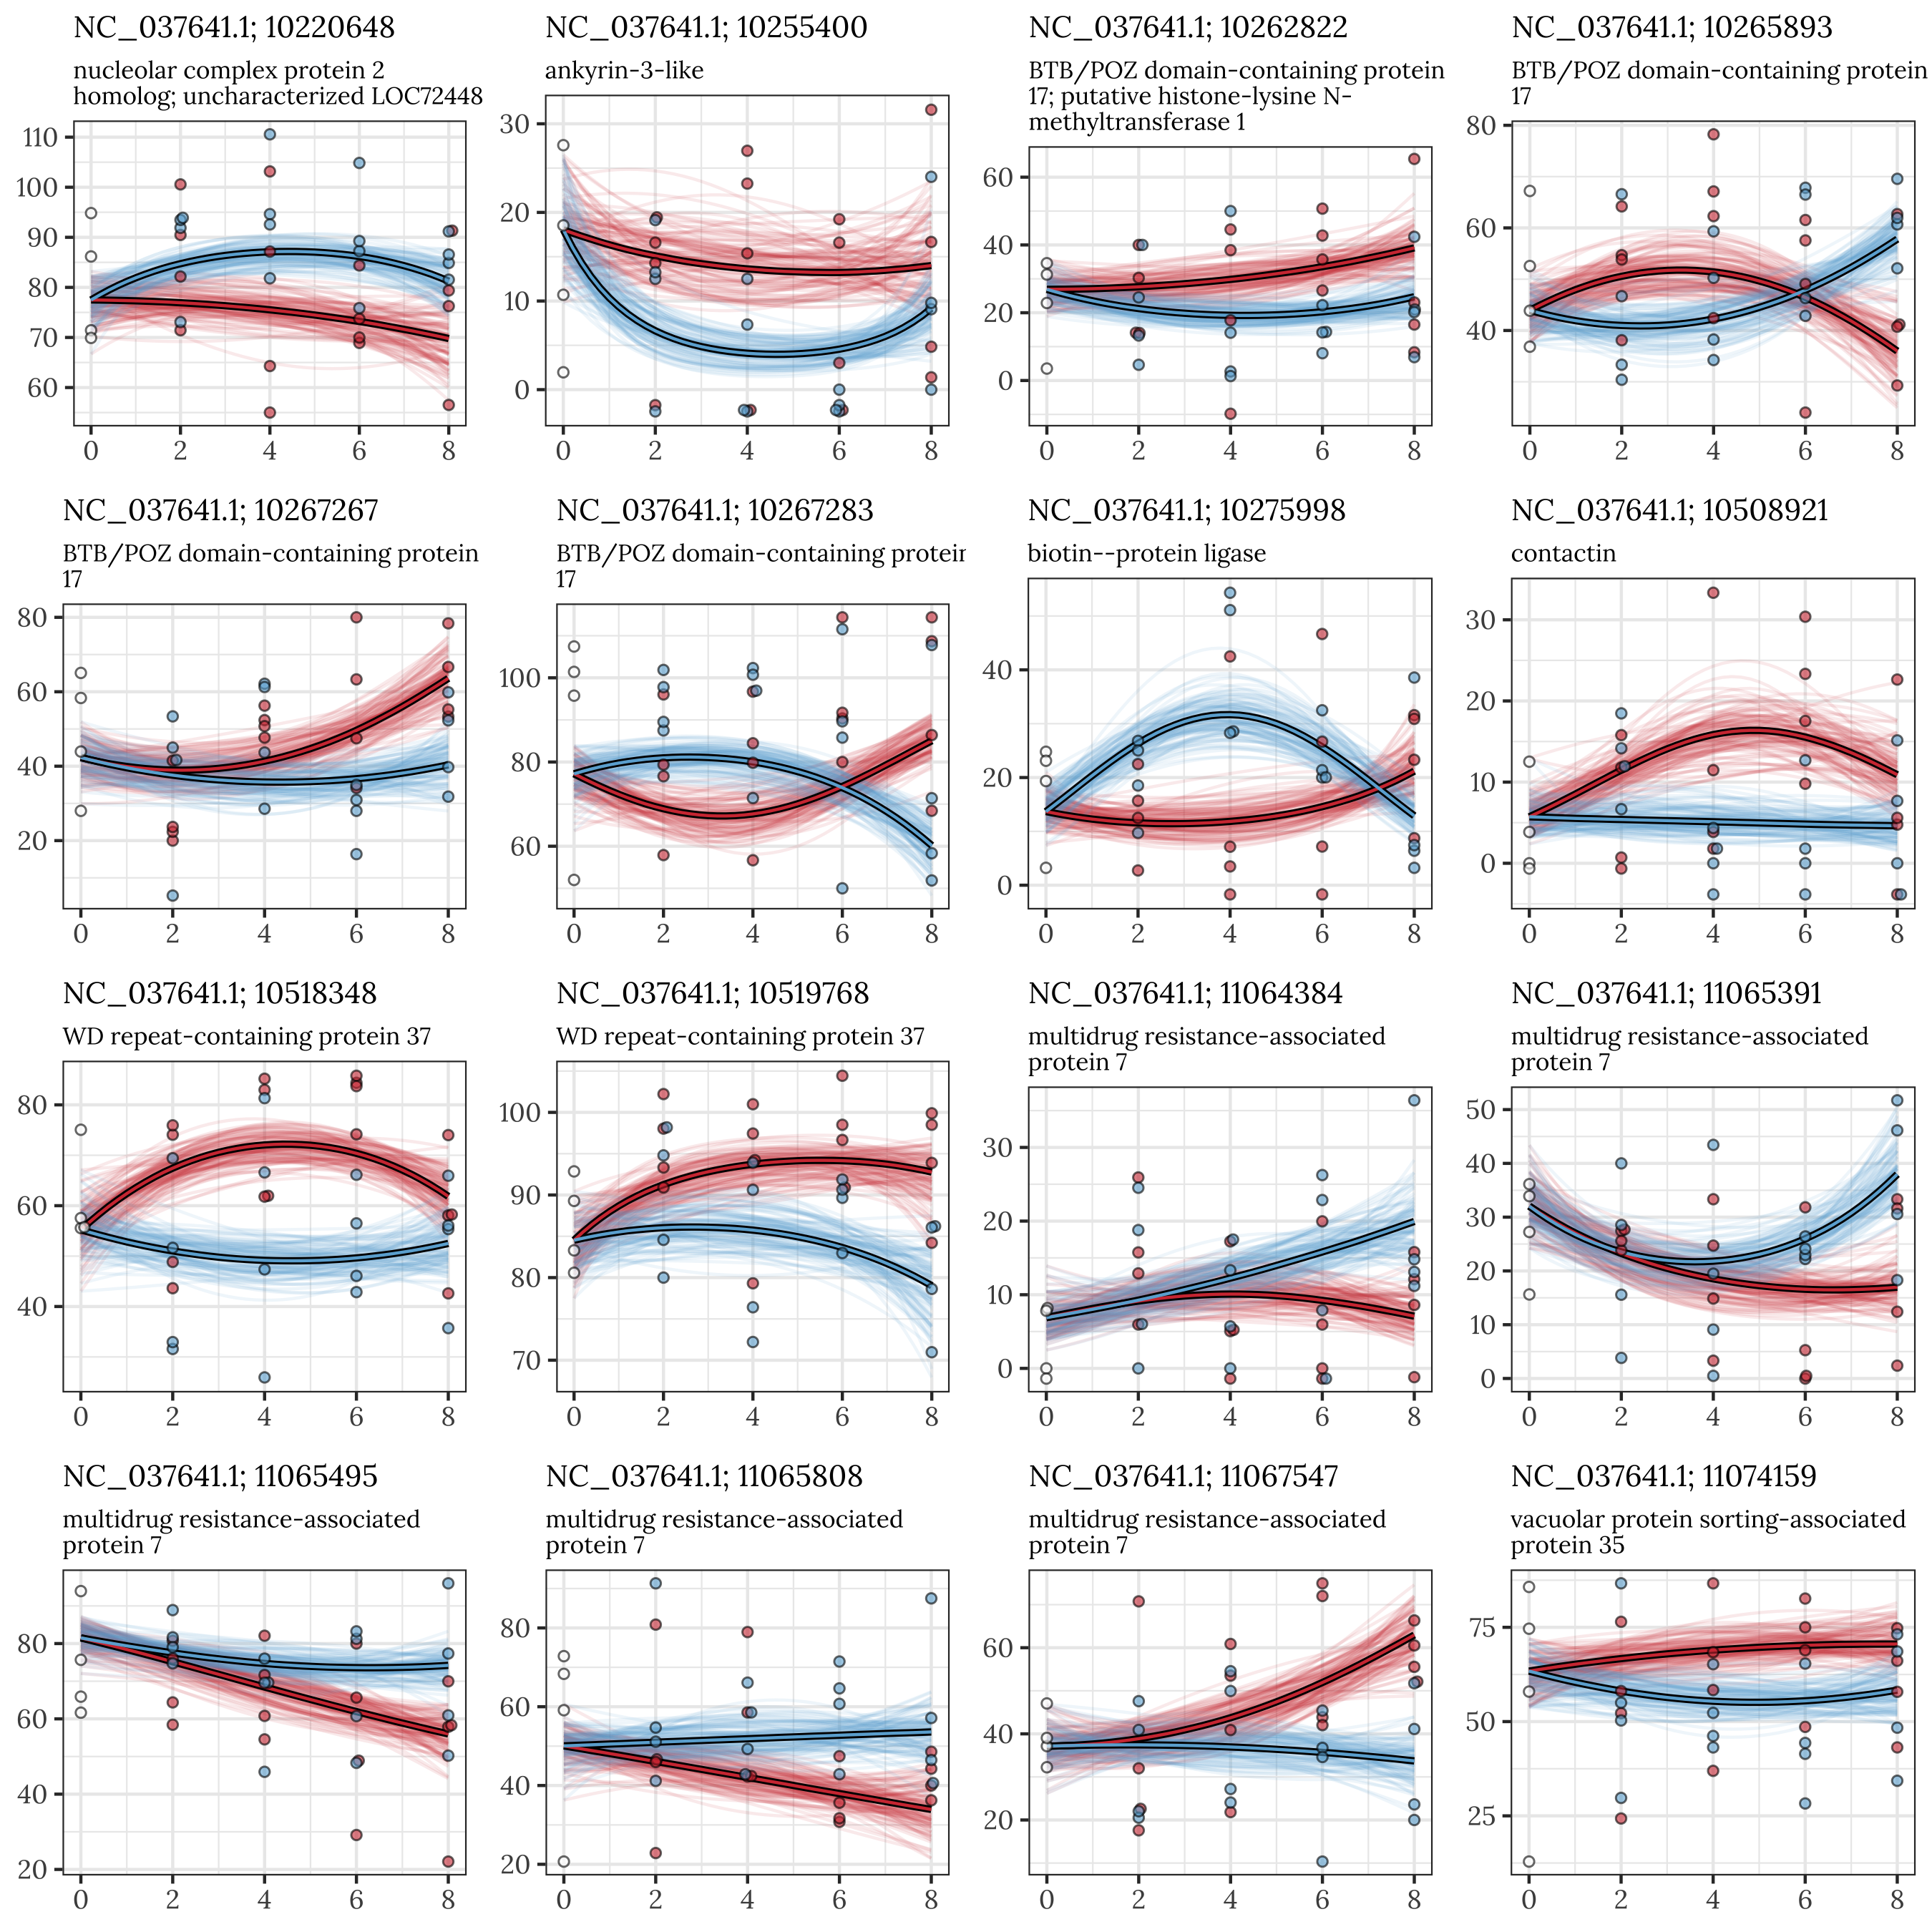 NC_037641.1; 10220648
nucleolar complex protein 2
homolog; uncharacterized LOC72448
110
100
90
80
70
60
0 2 4 6 8
NC_037641.1; 10255400
ankyrin-3-like
30
20
10
0
0 2 4 6 8
NC_037641.1; 10262822
BTB/POZ domain-containing protein
17; putative histone-lysine N-
methyltransferase 1
60
40
20
0
0 2 4 6 8
NC_037641.1; 10265893
BTB/POZ domain-containing protein
17
80
60
40
0 2 4 6 8
NC_037641.1; 10267267
BTB/POZ domain-containing protein
17
80
60
40
20
0 2 4 6 8
NC_037641.1; 10267283
BTB/POZ domain-containing protein
17
100
80
60
0 2 4 6 8
NC_037641.1; 10275998
biotin--protein ligase
40
20
0
0 2 4 6 8
NC_037641.1; 10508921
contactin
30
20
10
0
0 2 4 6 8
NC_037641.1; 10518348
WD repeat-containing protein 37
80
60
40
0 2 4 6 8
NC_037641.1; 10519768
WD repeat-containing protein 37
100
90
80
70
0 2 4 6 8
NC_037641.1; 11064384
multidrug resistance-associated
protein 7
30
20
10
0
0 2 4 6 8
NC_037641.1; 11065391
multidrug resistance-associated
protein 7
50
40
30
20
10
0
0 2 4 6 8
NC_037641.1; 11065495
multidrug resistance-associated
protein 7
80
60
40
20
0 2 4 6 8
NC_037641.1; 11065808
multidrug resistance-associated
protein 7
80
60
40
20
0 2 4 6 8
NC_037641.1; 11067547
multidrug resistance-associated
protein 7
60
40
20
0 2 4 6 8
NC_037641.1; 11074159
vacuolar protein sorting-associated
protein 35
75
50
25
0 2 4 6 8